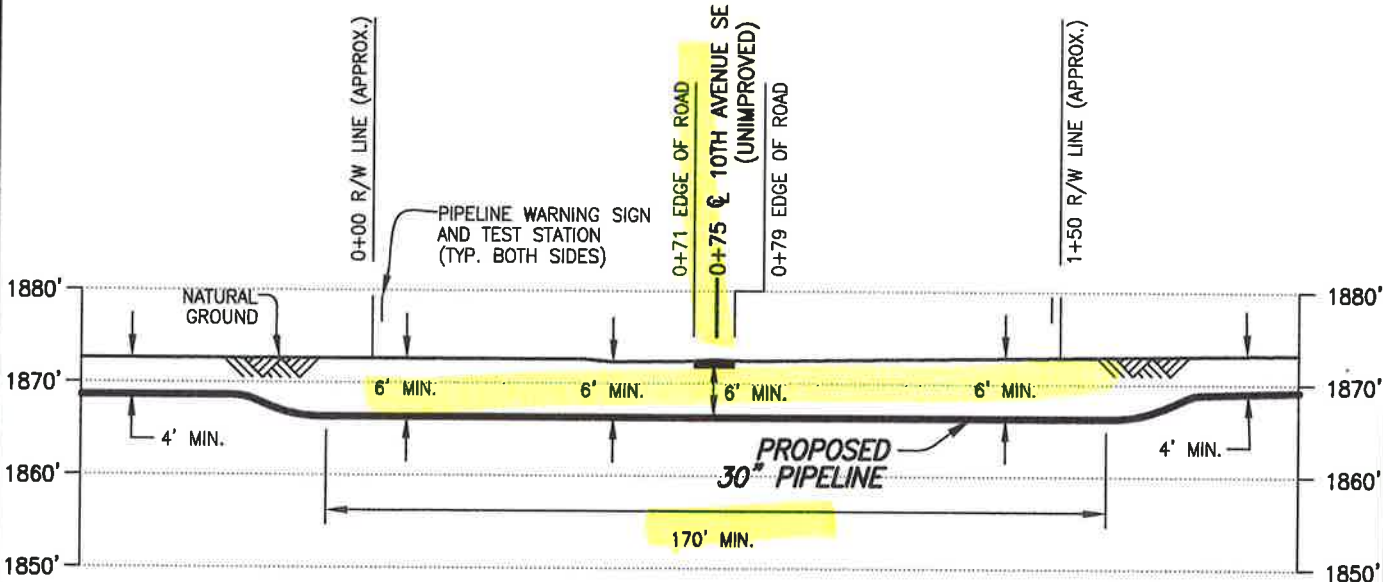 0+00 R/W LINE (APPROX.)
PIPELINE WARNING SIGN
AND TEST STATION
(TYP. BOTH SIDES)
0+71 EDGE OF ROAD
0+75 ℄ 10TH AVENUE SE
(UNIMPROVED)
0+79 EDGE OF ROAD
1+50 R/W LINE (APPROX.)
1880'
1880'
NATURAL
GROUND
1870'
1870'
6' MIN.
6' MIN.
6' MIN.
6' MIN.
4' MIN.
4' MIN.
PROPOSED
30" PIPELINE
1860'
1860'
170' MIN.
1850'
1850'